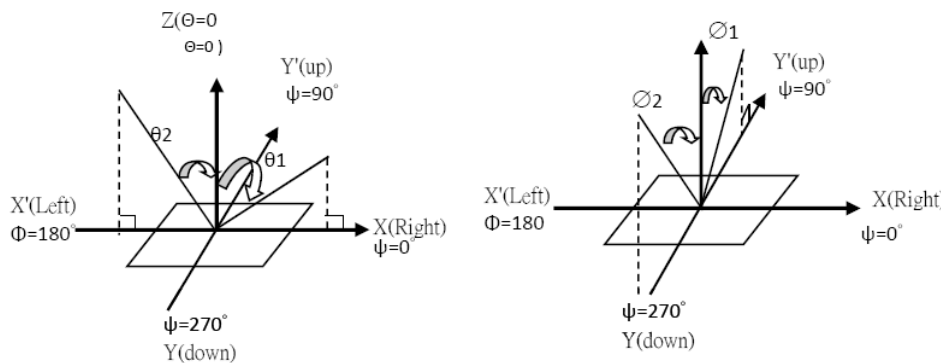 Z(Θ=0
Θ=0 )
Y'(up)
ψ=90°
θ2
θ1
X'(Left)
Φ=180°
X(Right)
ψ=0°
ψ=270°
Y(down)
∅1
Y'(up)
ψ=90°
∅2
X'(Left)
Φ=180
X(Right)
ψ=0°
ψ=270°
Y(down)